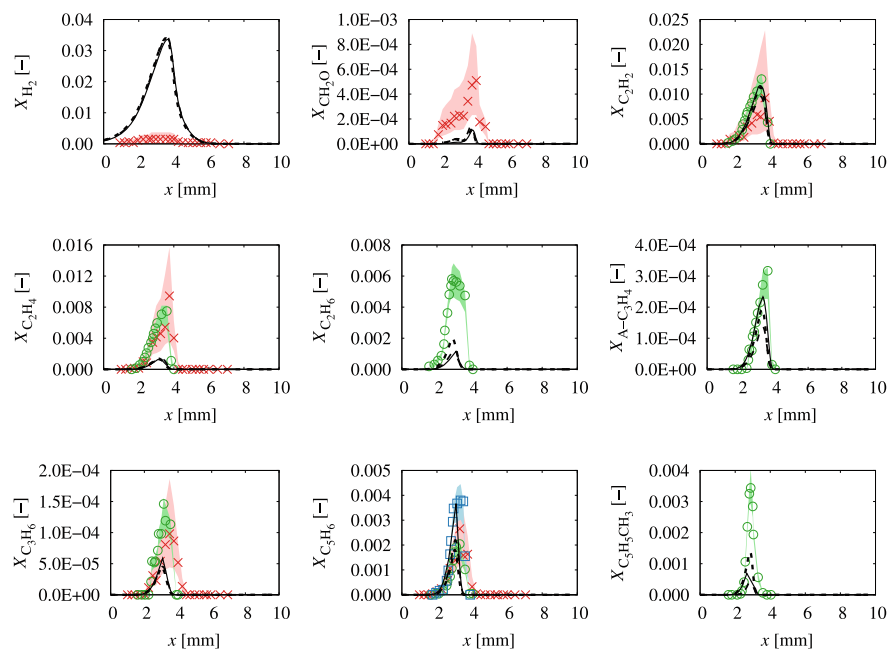 X_H2 [−]
0.04
0.03
0.02
0.01
0.00
0 2 4 6 8 10
x [mm]
X_CH2O [−]
1.0E−03
8.0E−04
6.0E−04
4.0E−04
2.0E−04
0.0E+00
0 2 4 6 8 10
x [mm]
X_C2H2 [−]
0.025
0.020
0.015
0.010
0.005
0.000
0 2 4 6 8 10
x [mm]
X_C2H4 [−]
0.016
0.012
0.008
0.004
0.000
0 2 4 6 8 10
x [mm]
X_C2H6 [−]
0.008
0.006
0.004
0.002
0.000
0 2 4 6 8 10
x [mm]
X_A−C3H4 [−]
4.0E−04
3.0E−04
2.0E−04
1.0E−04
0.0E+00
0 2 4 6 8 10
x [mm]
X_C3H6 [−]
2.0E−04
1.5E−04
1.0E−04
5.0E−05
0.0E+00
0 2 4 6 8 10
x [mm]
X_C5H6 [−]
0.005
0.004
0.003
0.002
0.001
0.000
0 2 4 6 8 10
x [mm]
X_C5H5CH3 [−]
0.004
0.003
0.002
0.001
0.000
0 2 4 6 8 10
x [mm]